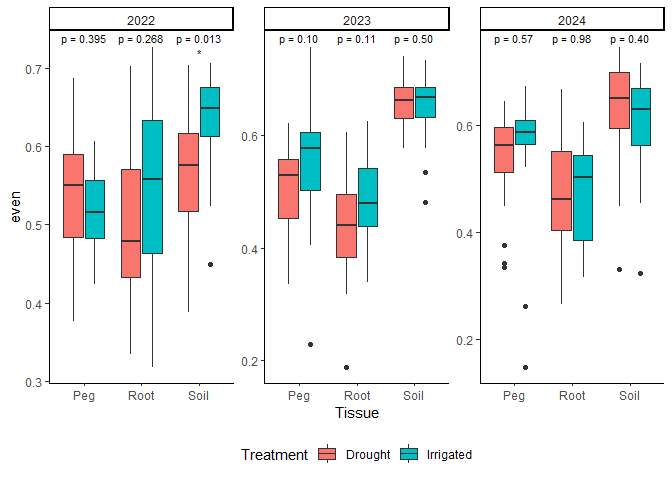 2022 2023 2024
p = 0.395 p = 0.268 p = 0.013 p = 0.10 p = 0.11 p = 0.50 p = 0.57 p = 0.98 p = 0.40
*
0.7
0.6
0.5
0.4
0.3
0.6
0.4
0.2
0.6
0.4
0.2
even
Peg Root Soil Peg Root Soil Peg Root Soil
Tissue
Treatment Drought Irrigated